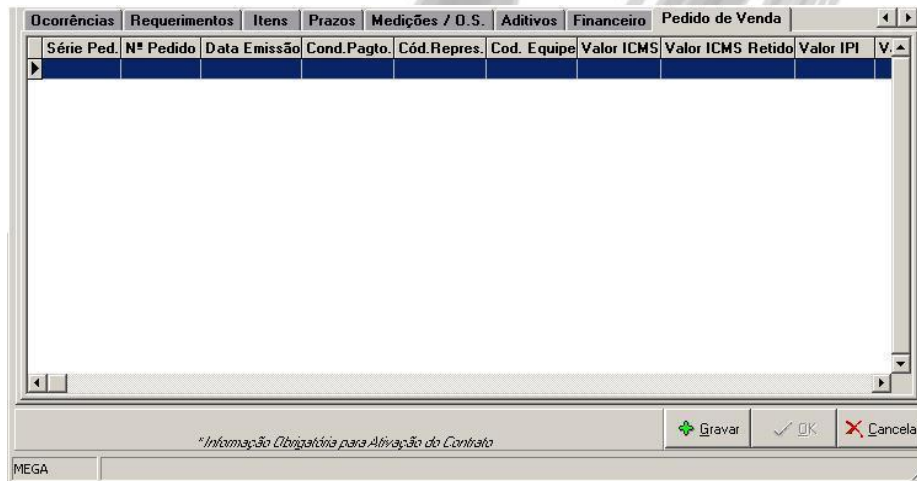 Ocorrências Requerimentos Itens Prazos Medições / O.S. Aditivos Financeiro Pedido de Venda
Série Ped. Nª Pedido Data Emissão Cond.Pagto. Cód.Repres. Cod. Equipe Valor ICMS Valor ICMS Retido Valor IPI V
*Informação Obrigatória para Ativação do Contrato
Gravar OK Cancela
MEGA